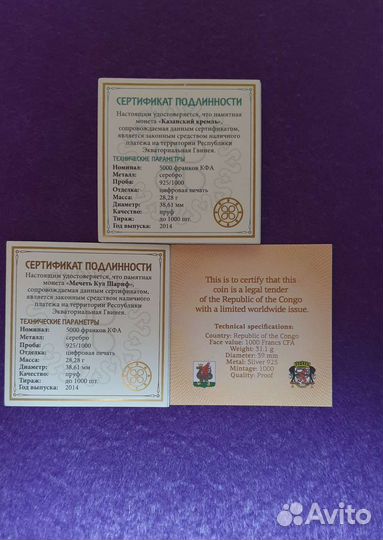 СЕРТИФИКАТ ПОДЛИННОСТИ
Настоящим удостоверяется, что памятная
монета «Казанский кремль»,
сопровождаемая данным сертификатом,
является законным средством наличного
платежа на территории Республики
Экваториальная Гвинея.
ТЕХНИЧЕСКИЕ ПАРАМЕТРЫ
Номинал: 5000 франков КФА
Металл: серебро
Проба: 925/1000
Отделка: цифровая печать
Масса: 28,28 г
Диаметр: 38,61 мм
Качество: пруф
Тираж: до 1000 шт.
Год выпуска: 2014
СЕРТИФИКАТ ПОДЛИННОСТИ
Настоящим удостоверяется, что памятная
монета «Мечеть Кул Шариф»,
сопровождаемая данным сертификатом,
является законным средством наличного
платежа на территории Республики
Экваториальная Гвинея.
ТЕХНИЧЕСКИЕ ПАРАМЕТРЫ
Номинал: 5000 франков КФА
Металл: серебро
Проба: 925/1000
Отделка: цифровая печать
Масса: 28,28 г
Диаметр: 38,61 мм
Качество: пруф
Тираж: до 1000 шт.
Год выпуска: 2014
This is to certify that this
coin is a legal tender
of the Republic of the Congo
with a limited worldwide issue.
Technical specifications:
Country: Republic of the Congo
Face value: 1000 Francs CFA
Weight: 31.1 g
Diameter: 39 mm
Metal: Silver 925
Mintage: 1000
Quality: Proof
Avito